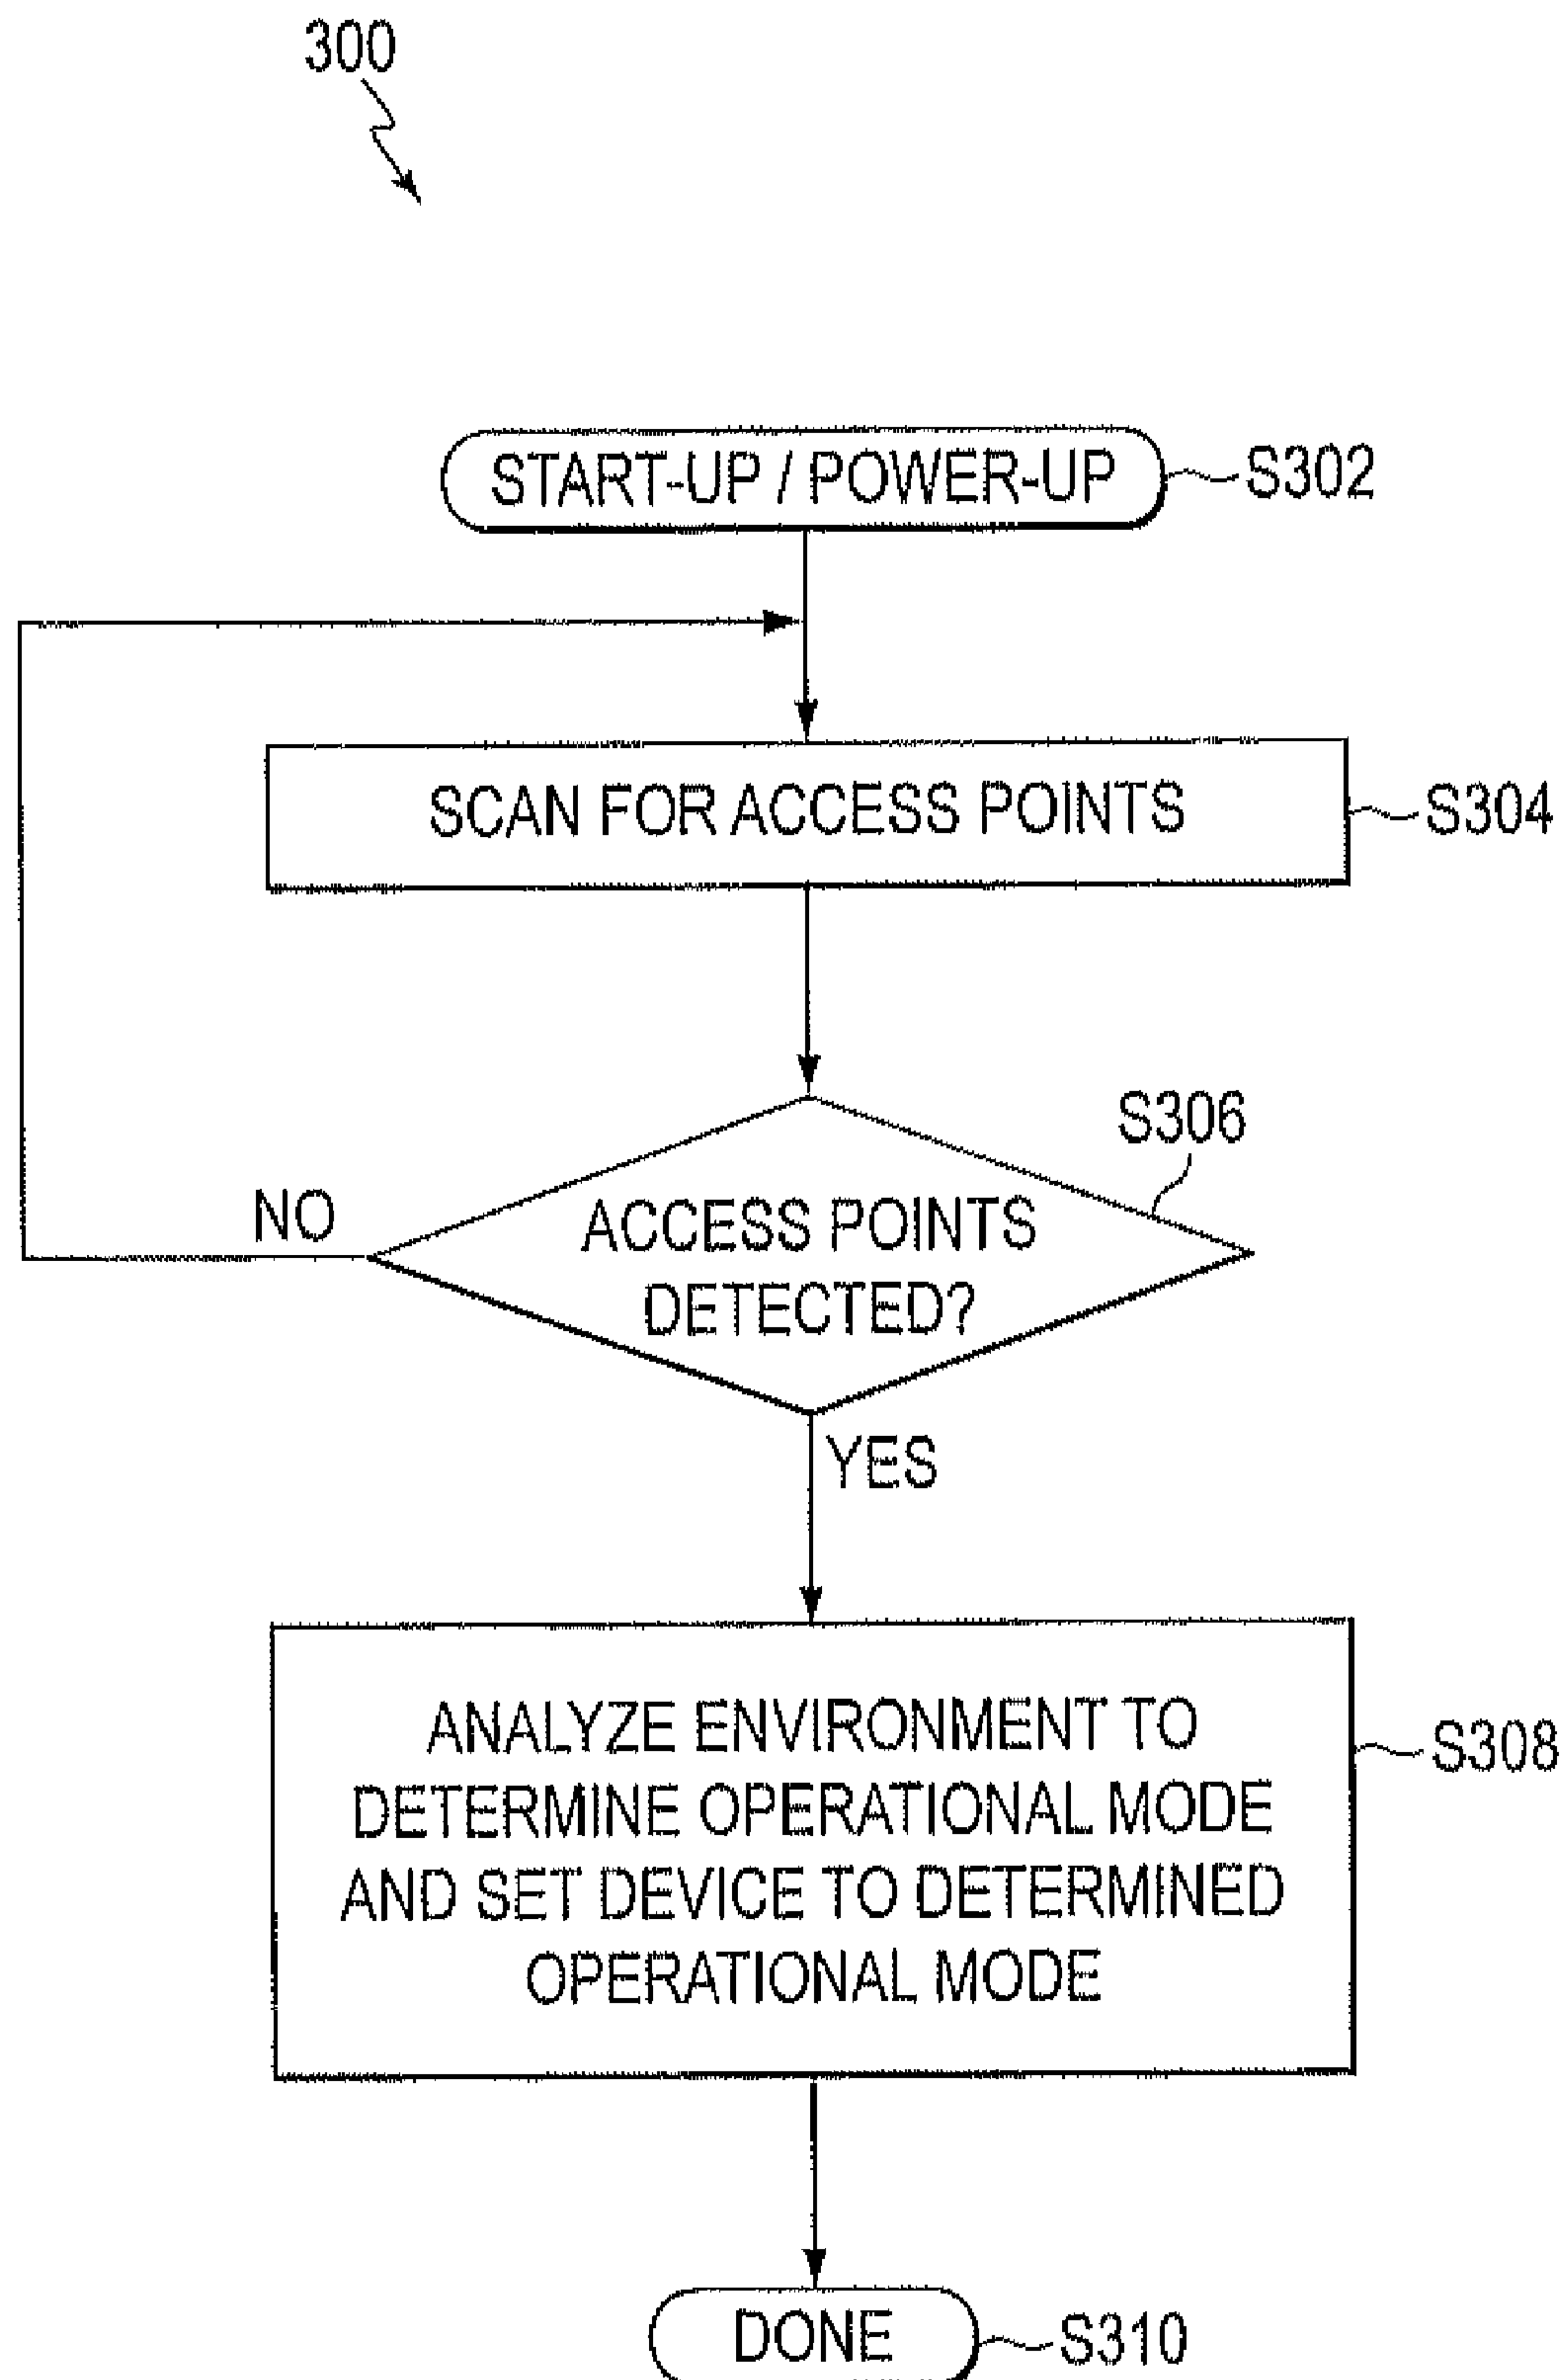 300
START-UP / POWER-UP
S302
SCAN FOR ACCESS POINTS
S304
S306
ACCESS POINTS
DETECTED?
NO
YES
ANALYZE ENVIRONMENT TO
DETERMINE OPERATIONAL MODE
AND SET DEVICE TO DETERMINED
OPERATIONAL MODE
S308
DONE
S310